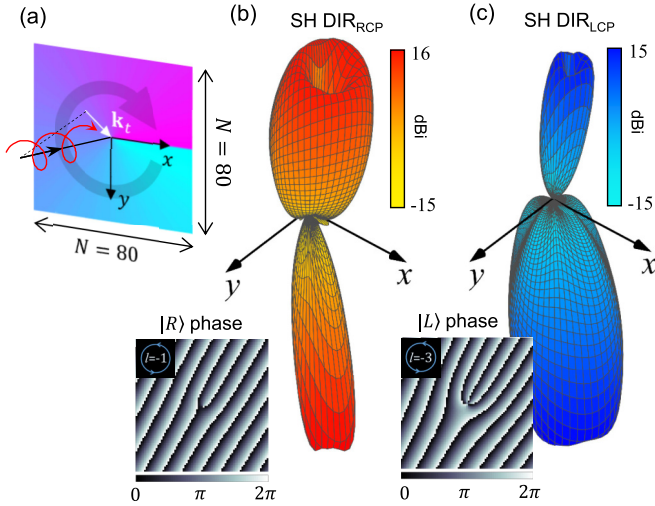 (a)
(b)
SH DIR_RCP
(c)
SH DIR_LCP
16
dBi
-15
15
dBi
-15
k_t
x
y
N = 80
N = 80
y
x
y
x
|R⟩ phase
l=-1
0 π 2π
|L⟩ phase
l=-3
0 π 2π